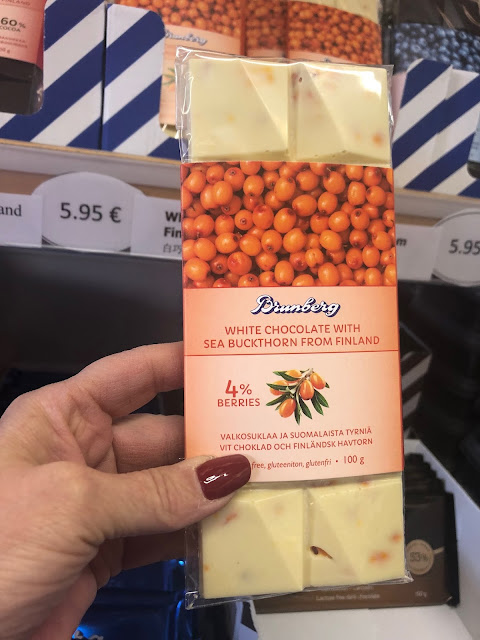 60%
COCOA
5.95 €
5.95
Brunberg
WHITE CHOCOLATE WITH
SEA BUCKTHORN FROM FINLAND
4%
BERRIES
VALKOSUKLAA JA SUOMALAISTA TYRNIÄ
VIT CHOKLAD OCH FINLÄNDSK HAVTORN
free, gluteeniton, glutenfri • 100 g
53%